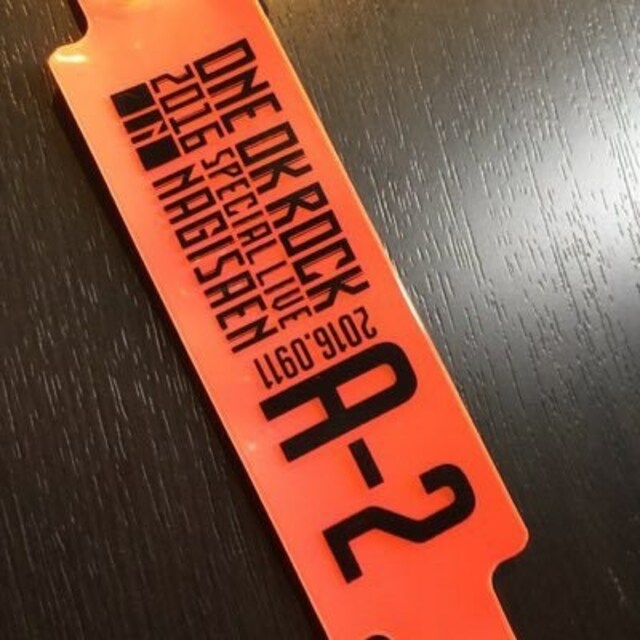 ONE OK ROCK
2016 SPECIAL LIVE
IN NAGISAEN
2016.0911
A-2